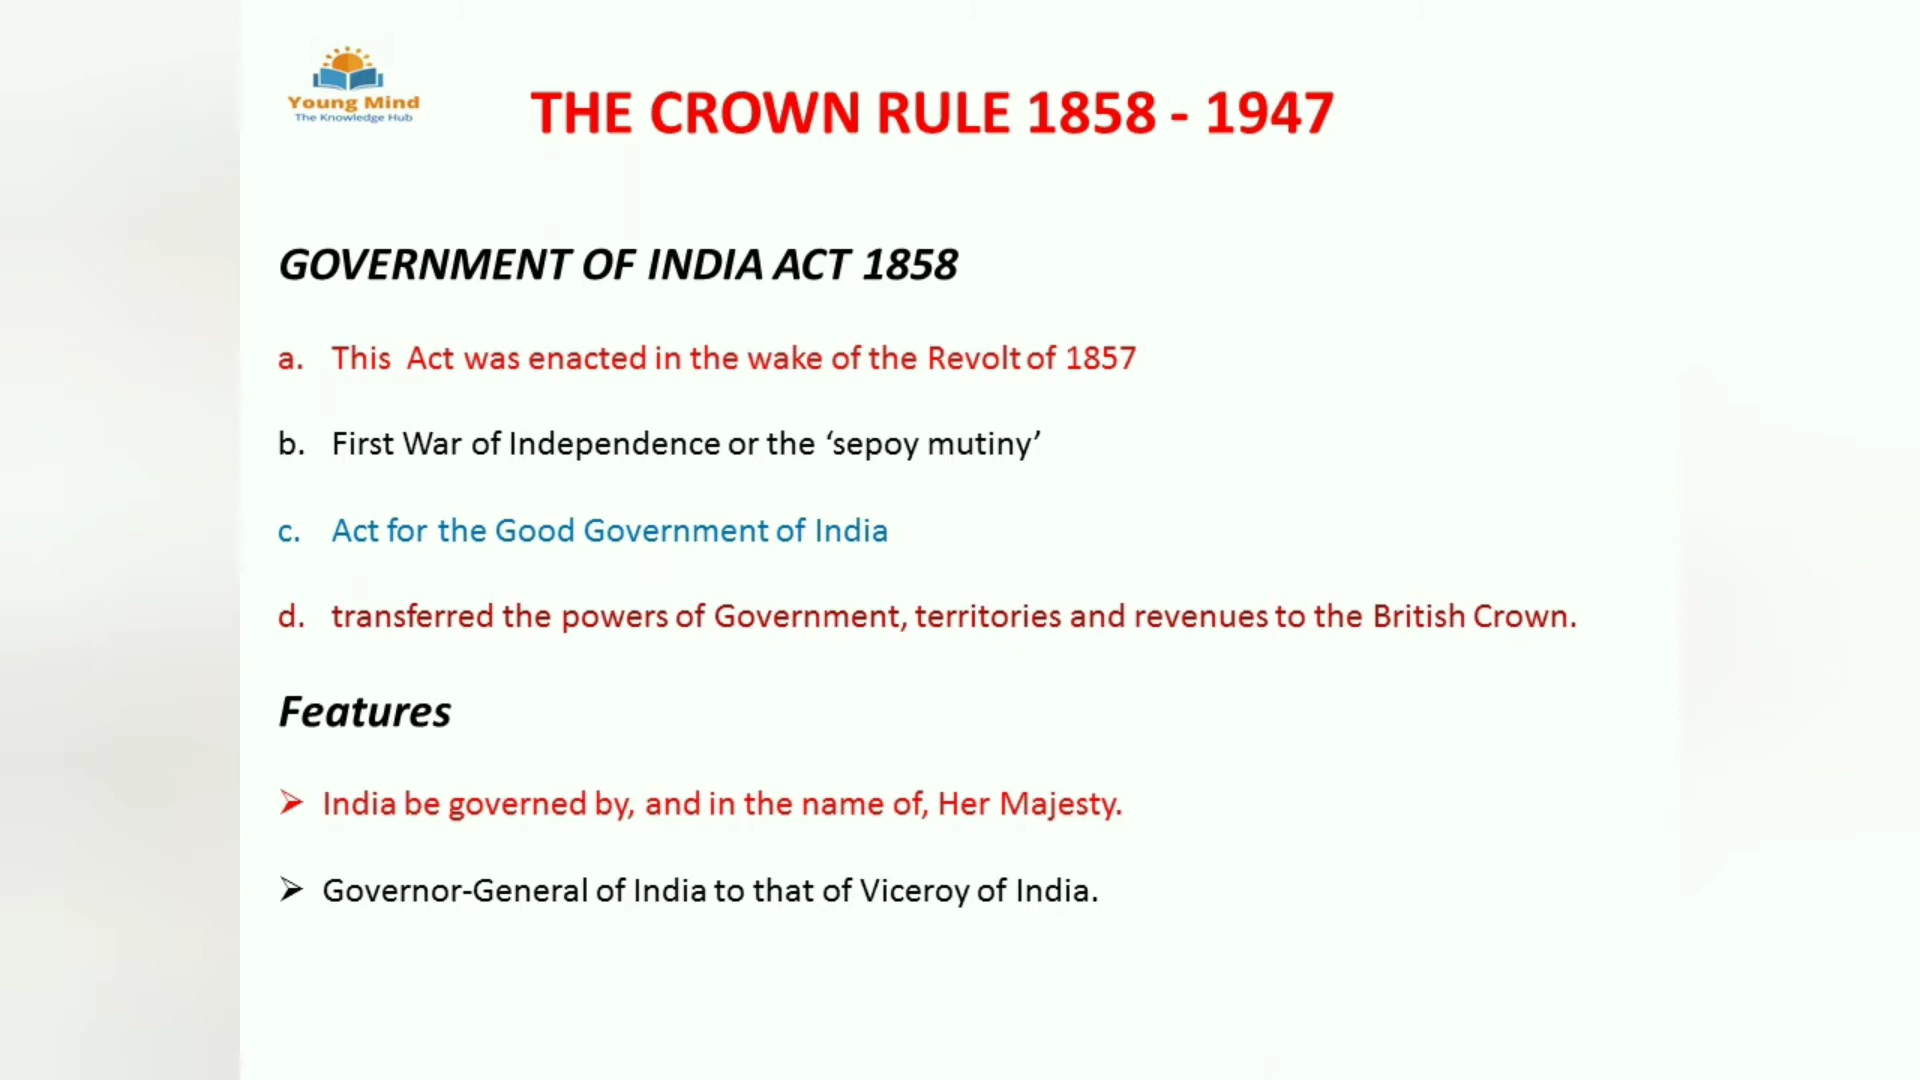 Young Mind
The Knowledge Hub
THE CROWN RULE 1858 - 1947
GOVERNMENT OF INDIA ACT 1858
a. This Act was enacted in the wake of the Revolt of 1857
b. First War of Independence or the ‘sepoy mutiny’
c. Act for the Good Government of India
d. transferred the powers of Government, territories and revenues to the British Crown.
Features
➢ India be governed by, and in the name of, Her Majesty.
➢ Governor-General of India to that of Viceroy of India.